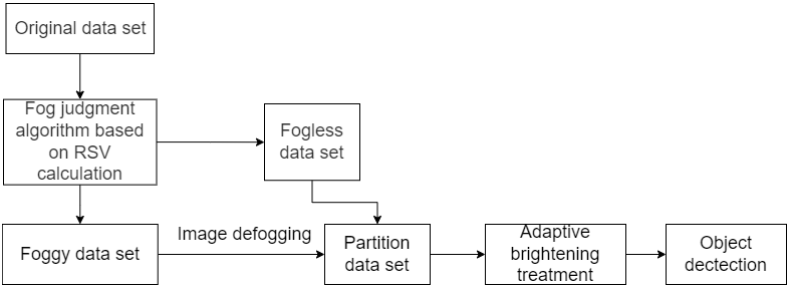 Original data set
Fog judgment
algorithm based
on RSV
calculation
Fogless
data set
Foggy data set
Image defogging
Partition
data set
Adaptive
brightening
treatment
Object
dectection